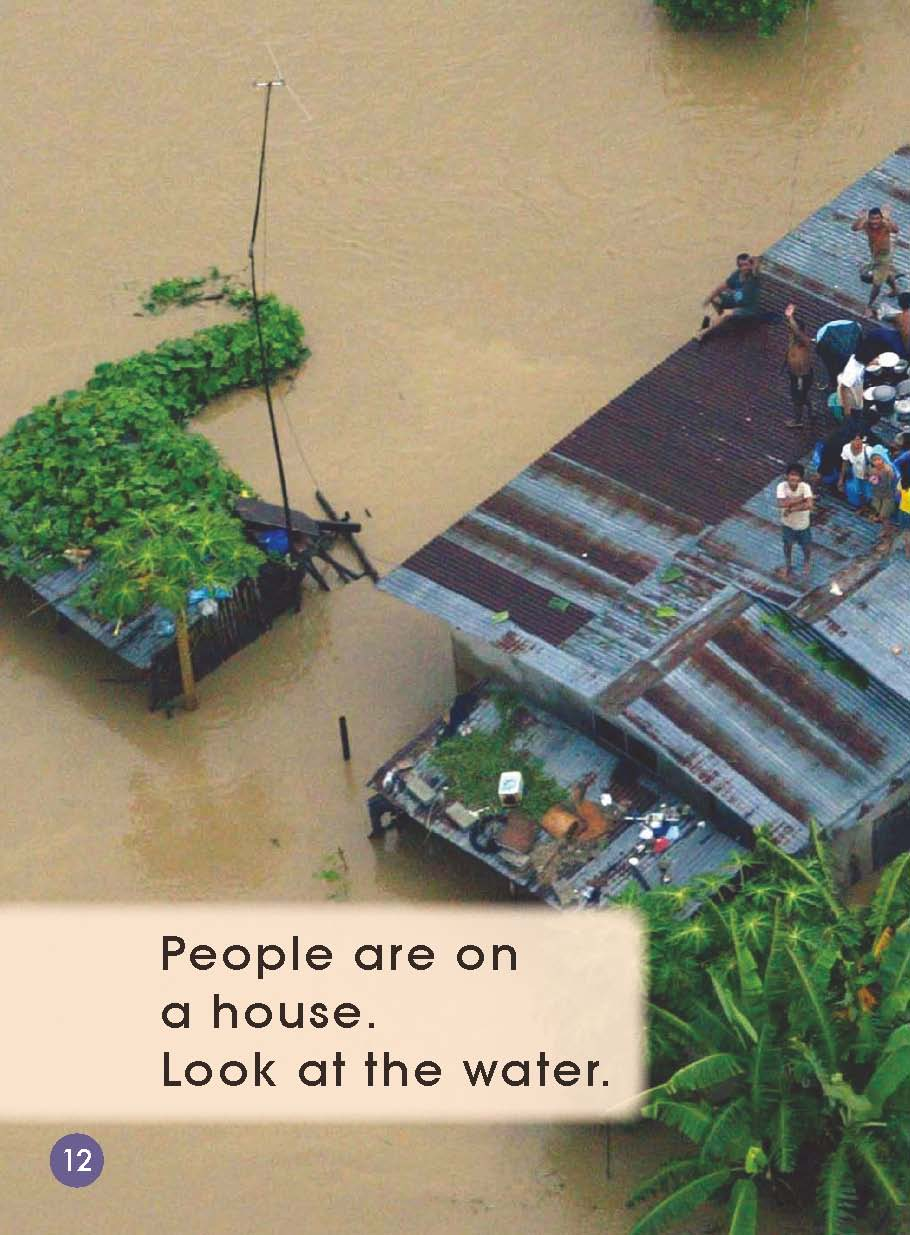 People are on
a house.
Look at the water.
12